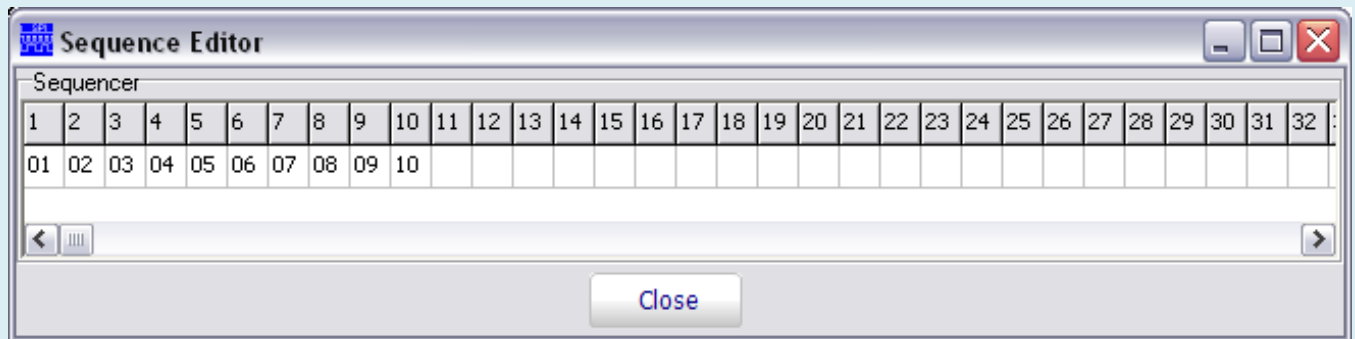 Sequence Editor
Sequencer
1 2 3 4 5 6 7 8 9 10 11 12 13 14 15 16 17 18 19 20 21 22 23 24 25 26 27 28 29 30 31 32
01 02 03 04 05 06 07 08 09 10
Close